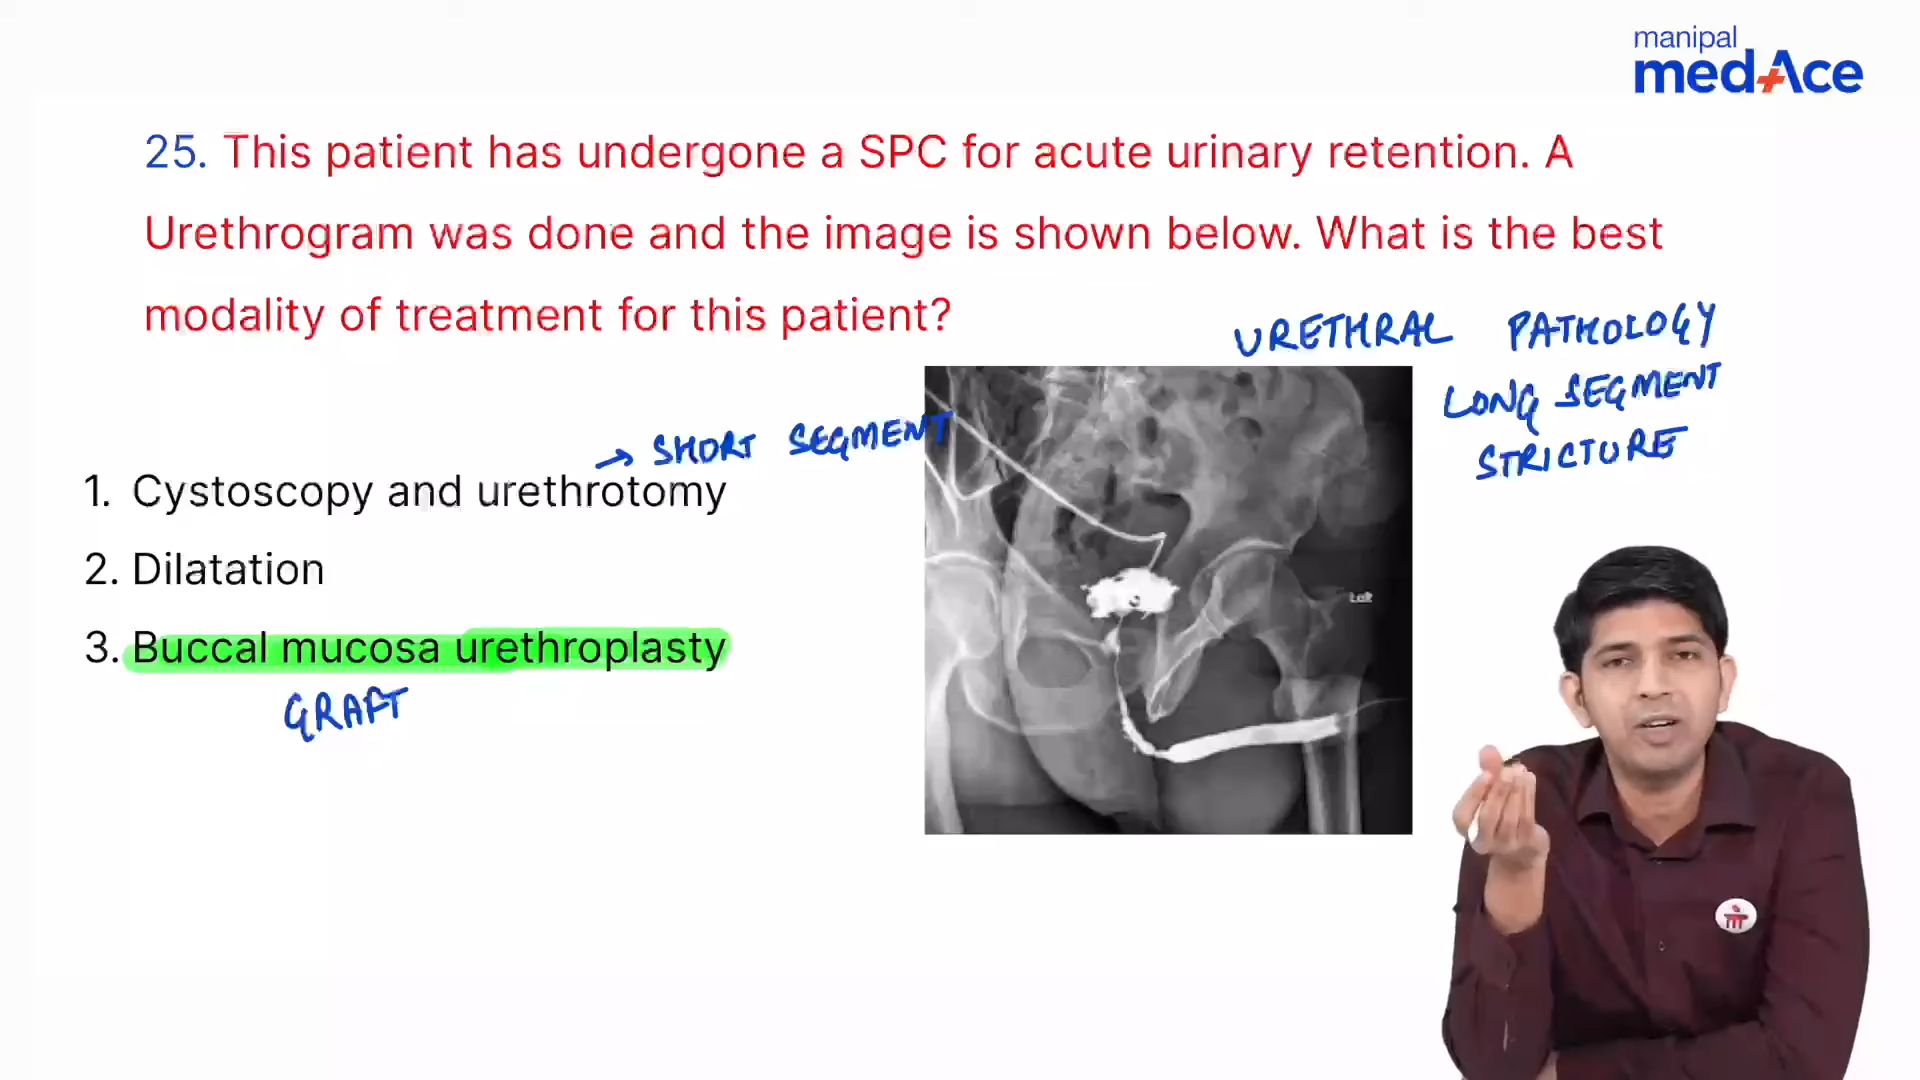 manipal
medAce
25. This patient has undergone a SPC for acute urinary retention. A
Urethrogram was done and the image is shown below. What is the best
modality of treatment for this patient?
URETHRAL PATHOLOGY
LONG SEGMENT
STRICTURE
→ SHORT SEGMENT
1. Cystoscopy and urethrotomy
2. Dilatation
3. Buccal mucosa urethroplasty
GRAFT
Left